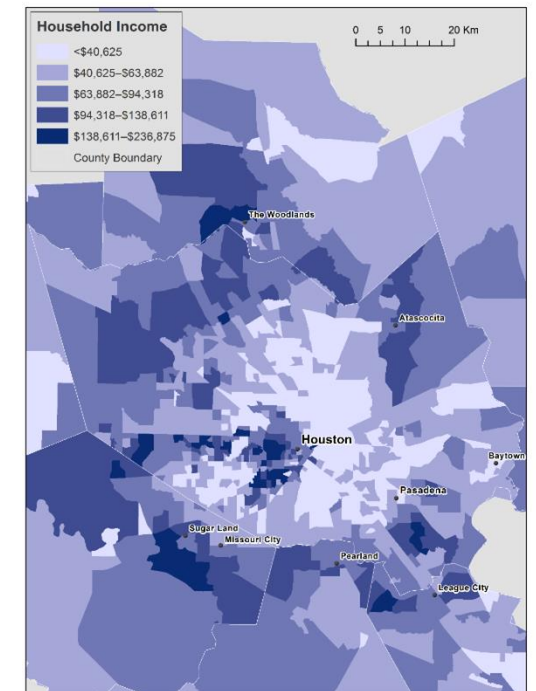 Household Income
<$40,625
$40,625–$63,882
$63,882–$94,318
$94,318–$138,611
$138,611–$236,875
County Boundary
0 5 10 20 Km
The Woodlands
Atascocita
Houston
Baytown
Pasadena
Sugar Land
Missouri City
Pearland
League City